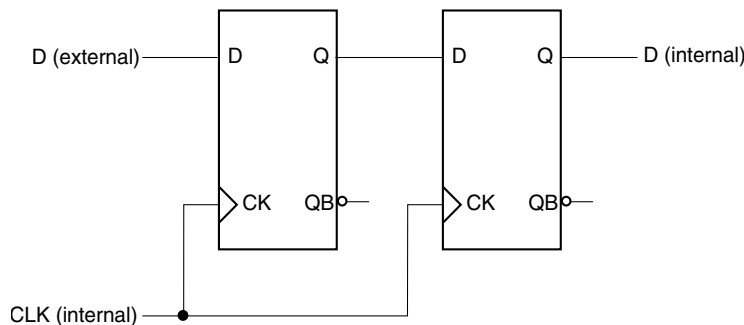 D (external) D Q D Q D (internal)
CK QB CK QB
CLK (internal)